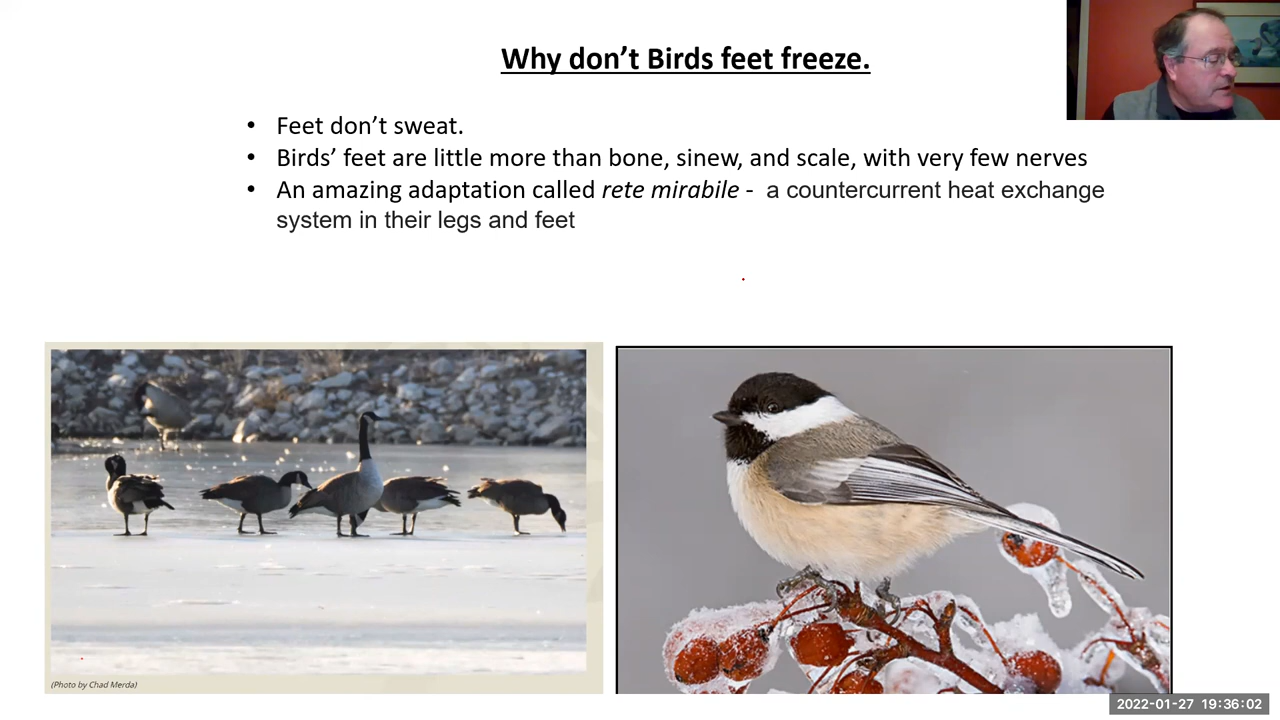 Why don't Birds feet freeze.
• Feet don't sweat.
• Birds' feet are little more than bone, sinew, and scale, with very few nerves
• An amazing adaptation called rete mirabile - a countercurrent heat exchange
system in their legs and feet
(Photo by Chad Merda)
2022-01-27 19:36:02